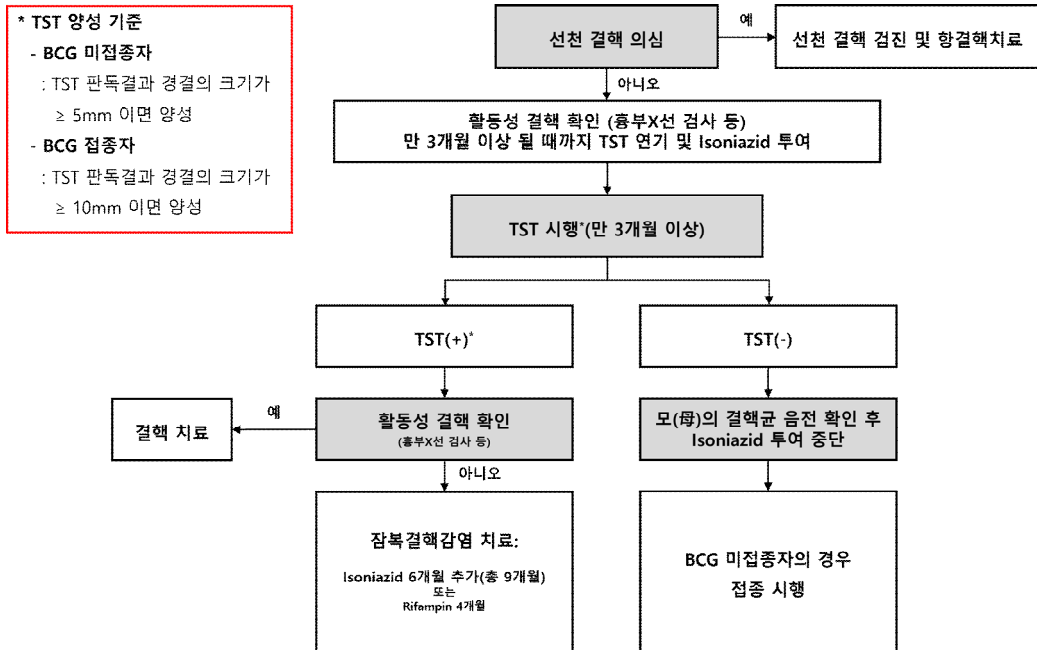 * TST 양성 기준
- BCG 미접종자
: TST 판독결과 경결의 크기가
≥ 5mm 이면 양성
- BCG 접종자
: TST 판독결과 경결의 크기가
≥ 10mm 이면 양성
선천 결핵 의심
예
선천 결핵 검진 및 항결핵치료
아니오
활동성 결핵 확인 (흉부X선 검사 등)
만 3개월 이상 될 때까지 TST 연기 및 Isoniazid 투여
TST 시행*(만 3개월 이상)
TST(+)*
TST(-)
결핵 치료
예
활동성 결핵 확인
(흉부X선 검사 등)
모(母)의 결핵균 음전 확인 후
Isoniazid 투여 중단
아니오
잠복결핵감염 치료:
Isoniazid 6개월 추가(총 9개월)
또는
Rifampin 4개월
BCG 미접종자의 경우
접종 시행